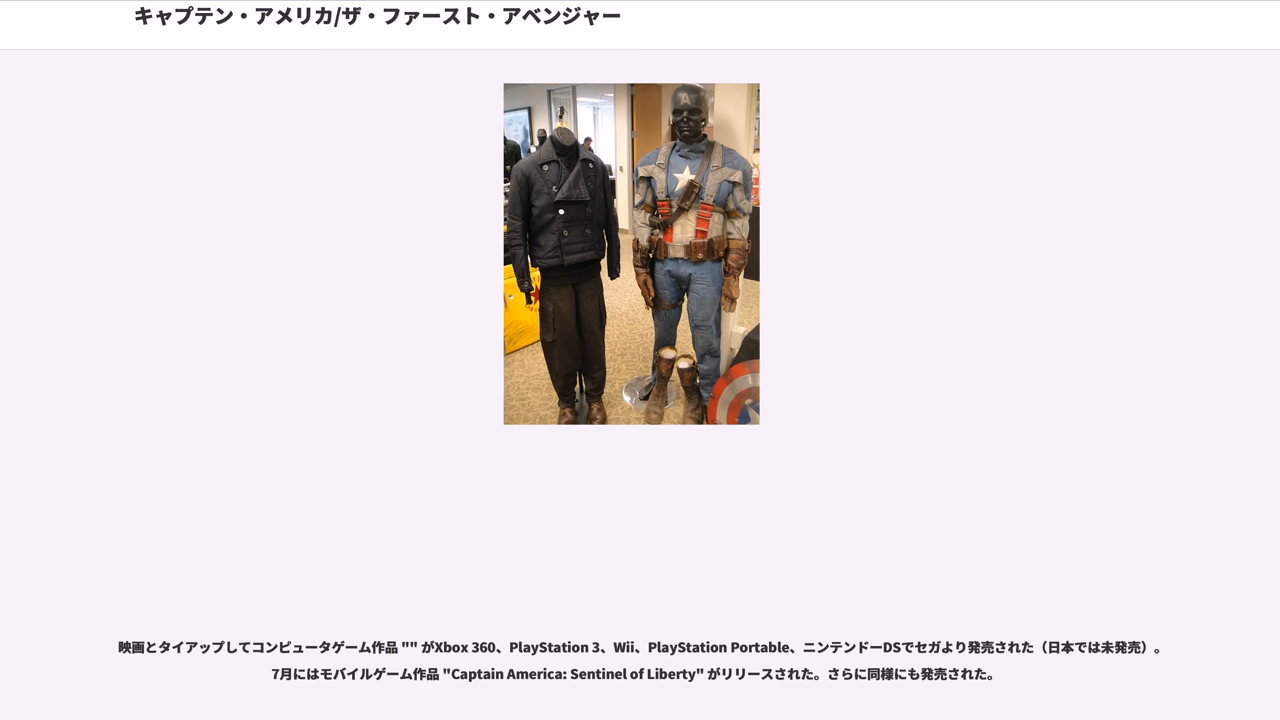 キャプテン・アメリカ/ザ・ファースト・アベンジャー
A
映画とタイアップしてコンピュータゲーム作品 "" がXbox 360、PlayStation 3、Wii、PlayStation Portable、ニンテンドーDSでセガより発売された（日本では未発売）。
7月にはモバイルゲーム作品 "Captain America: Sentinel of Liberty" がリリースされた。さらに同様にも発売された。